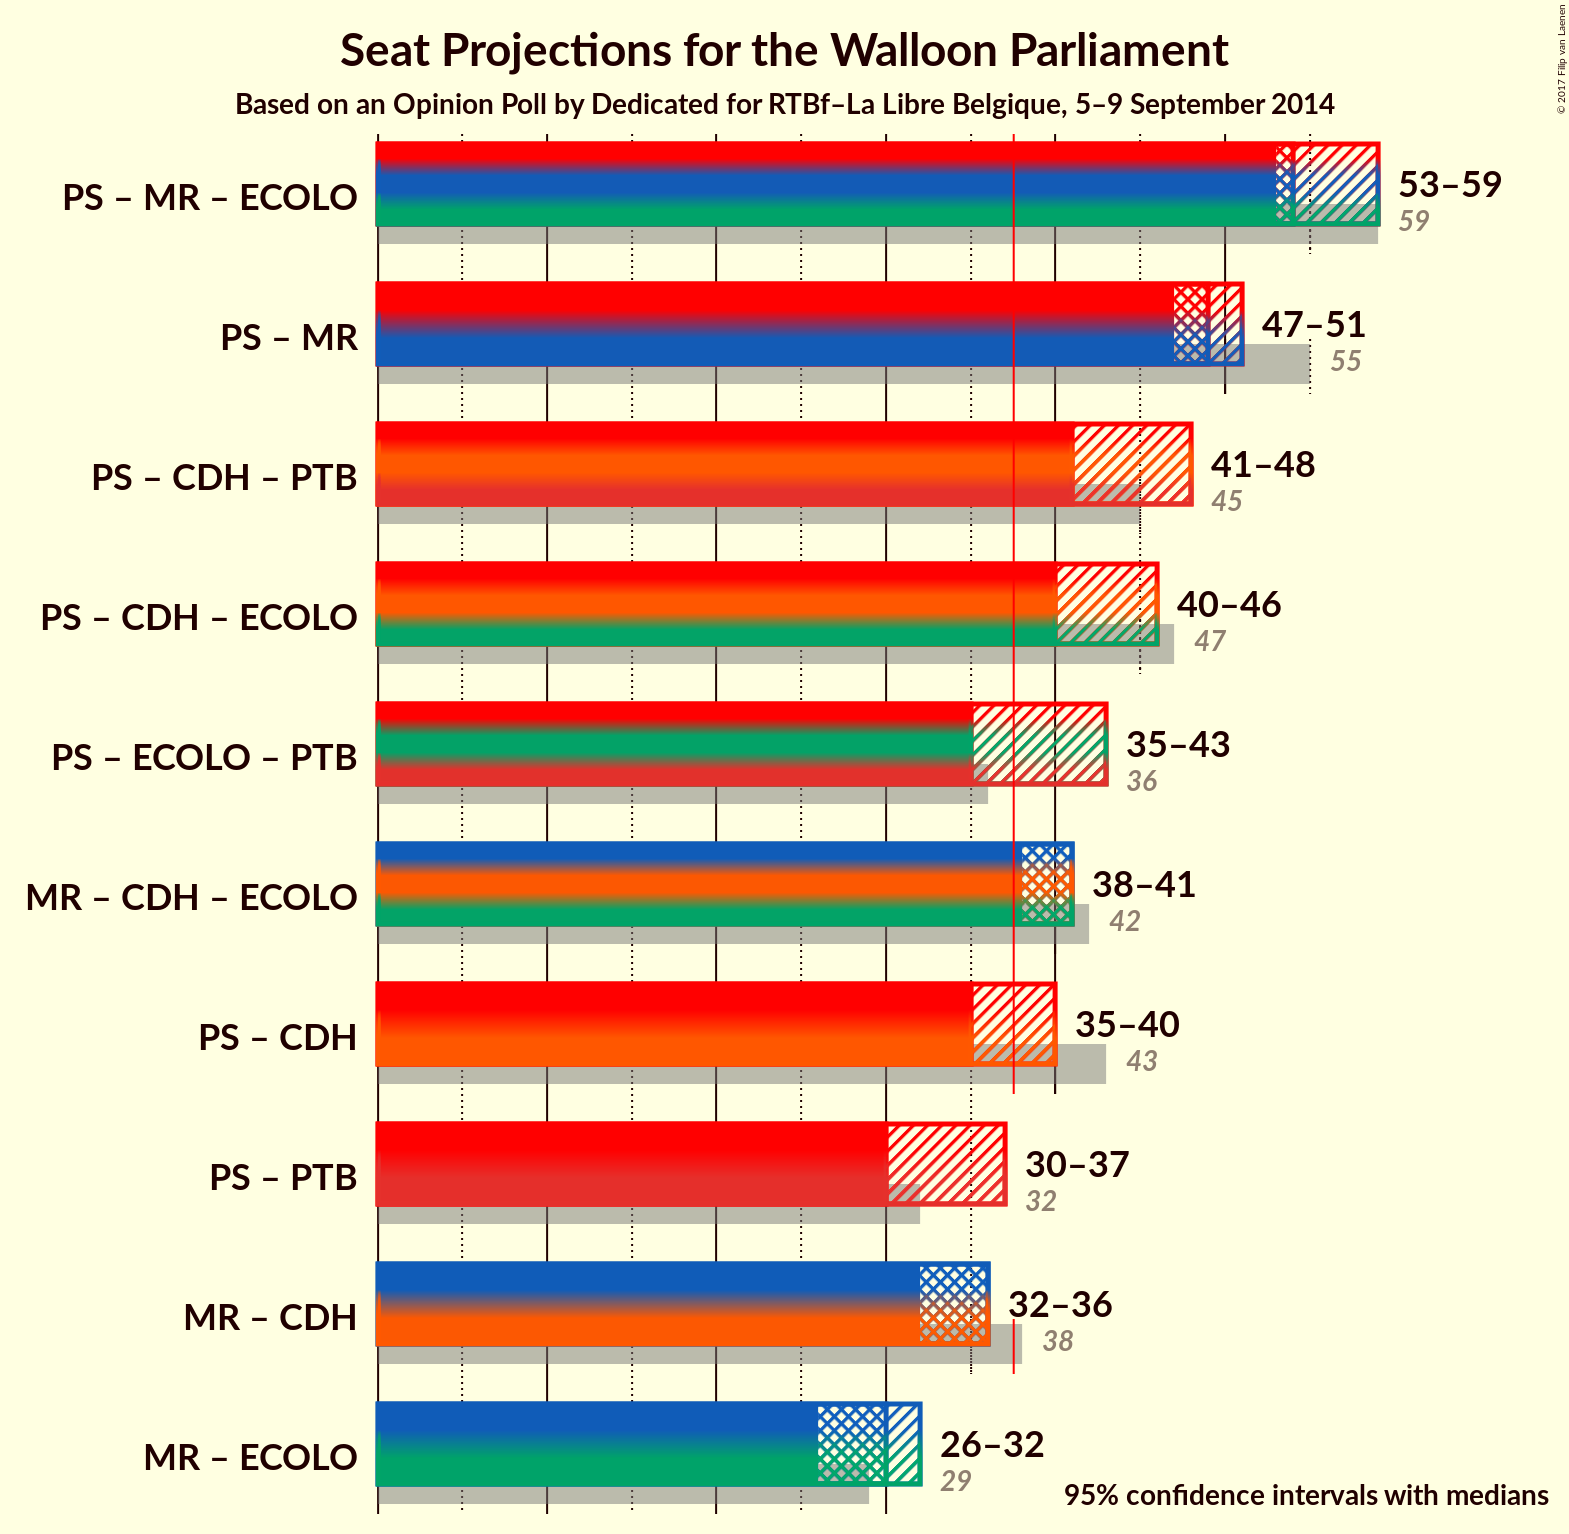 Seat Projections for the Walloon Parliament
Based on an Opinion Poll by Dedicated for RTBf–La Libre Belgique, 5–9 September 2014
© 2017 Filip van Laenen
PS – MR – ECOLO
53–59
59
PS – MR
47–51
55
PS – CDH – PTB
41–48
45
PS – CDH – ECOLO
40–46
47
PS – ECOLO – PTB
35–43
36
MR – CDH – ECOLO
38–41
42
PS – CDH
35–40
43
PS – PTB
30–37
32
MR – CDH
32–36
38
MR – ECOLO
26–32
29
95% confidence intervals with medians